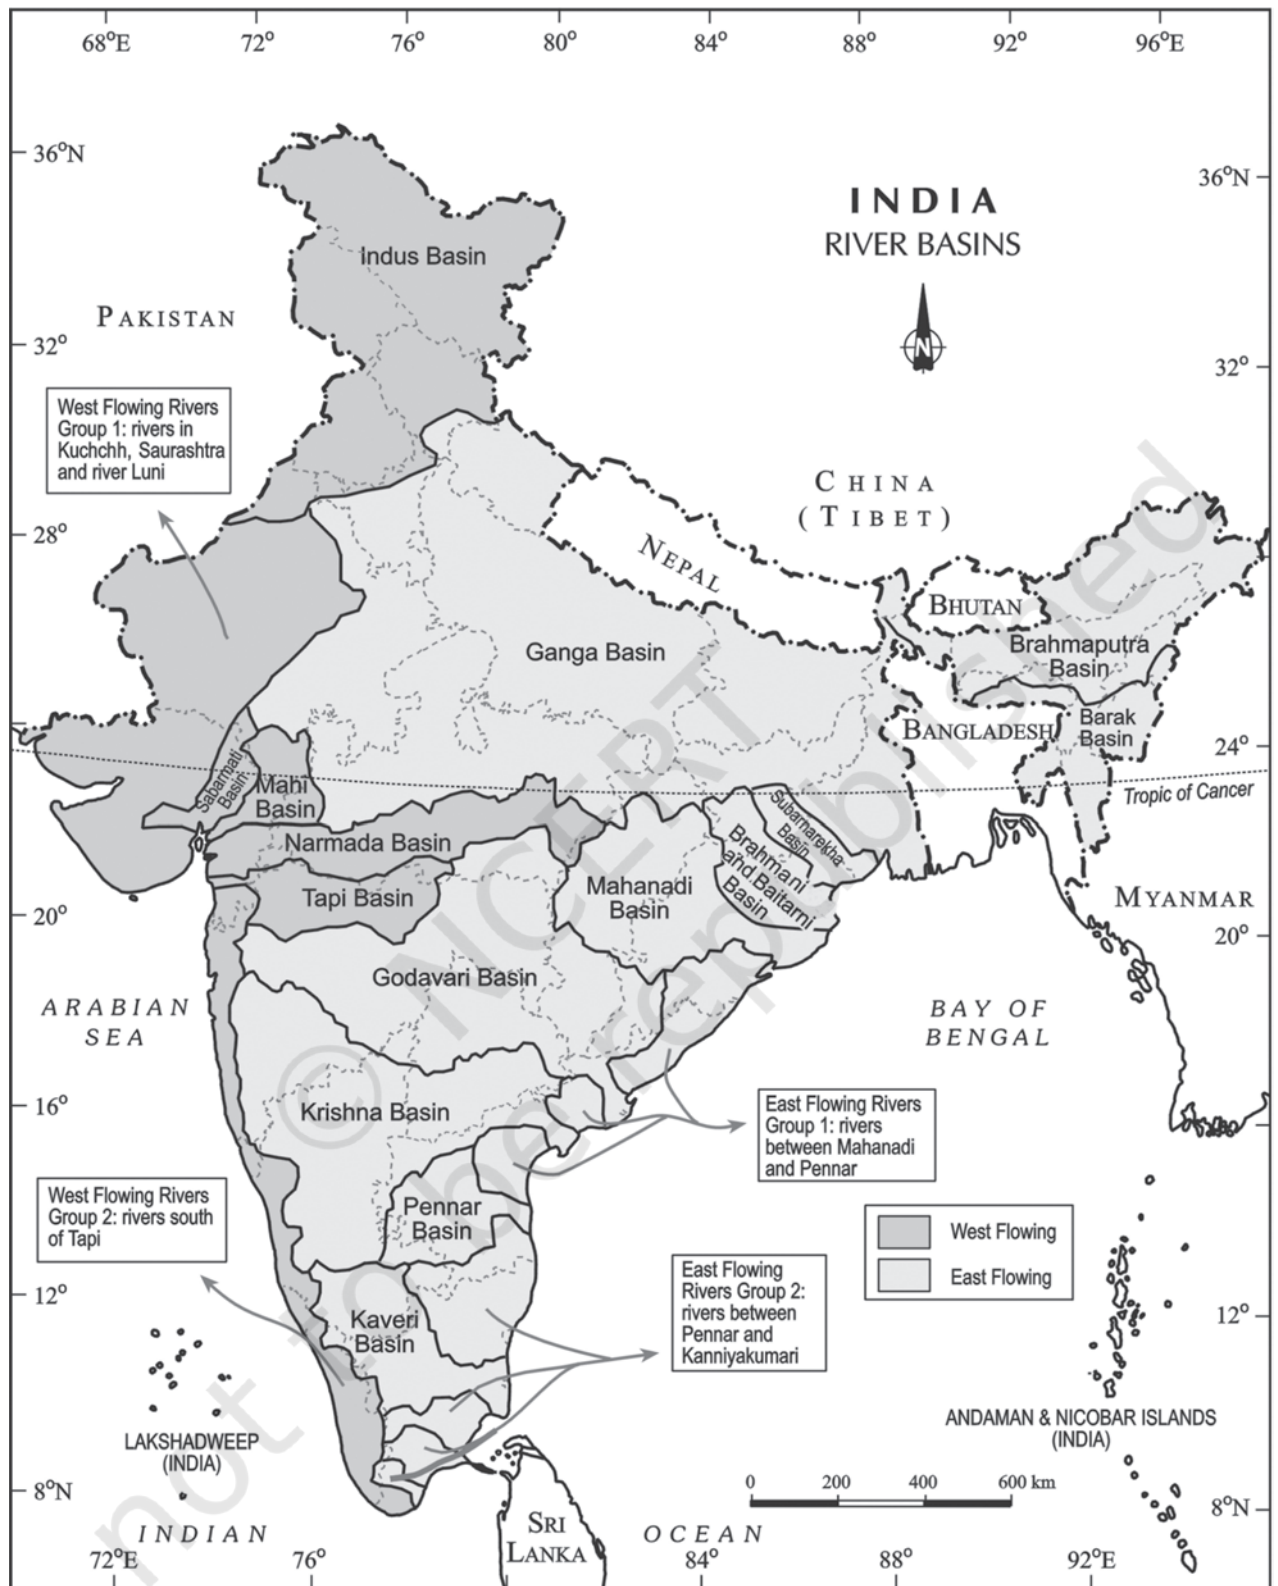 68°E 72° 76° 80° 84° 88° 92° 96°E
36°N
36°N
INDIA
RIVER BASINS
N
Indus Basin
PAKISTAN
32°
32°
West Flowing Rivers
Group 1: rivers in
Kuchchh, Saurashtra
and river Luni
CHINA
(TIBET)
28°
NEPAL
BHUTAN
Ganga Basin
Brahmaputra
Basin
BANGLADESH
Barak
Basin
24°
Sabarmati
Basin
Mahi
Basin
Tropic of Cancer
Subarnarekha
Basin
Narmada Basin
Brahmani
and Baitarni
Basin
Tapi Basin
Mahanadi
Basin
MYANMAR
20°
20°
Godavari Basin
ARABIAN
SEA
BAY OF
BENGAL
16°
Krishna Basin
East Flowing Rivers
Group 1: rivers
between Mahanadi
and Pennar
West Flowing Rivers
Group 2: rivers south
of Tapi
Pennar
Basin
West Flowing
East Flowing
12°
12°
East Flowing
Rivers Group 2:
rivers between
Pennar and
Kanniyakumari
Kaveri
Basin
LAKSHADWEEP
(INDIA)
ANDAMAN & NICOBAR ISLANDS
(INDIA)
0 200 400 600 km
8°N
8°N
INDIAN OCEAN
SRI
LANKA
72°E 76° 84° 88° 92°E
© NCERT
not to be republished